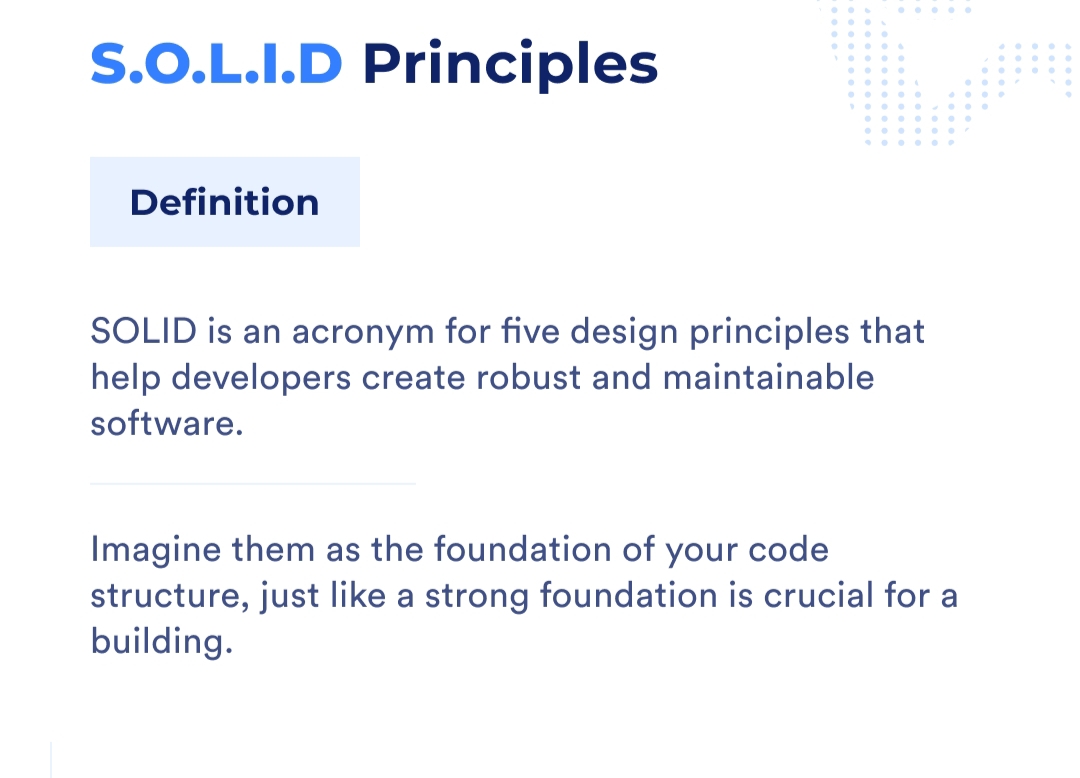 S.O.L.I.D Principles
Definition
SOLID is an acronym for five design principles that
help developers create robust and maintainable
software.
Imagine them as the foundation of your code
structure, just like a strong foundation is crucial for a
building.